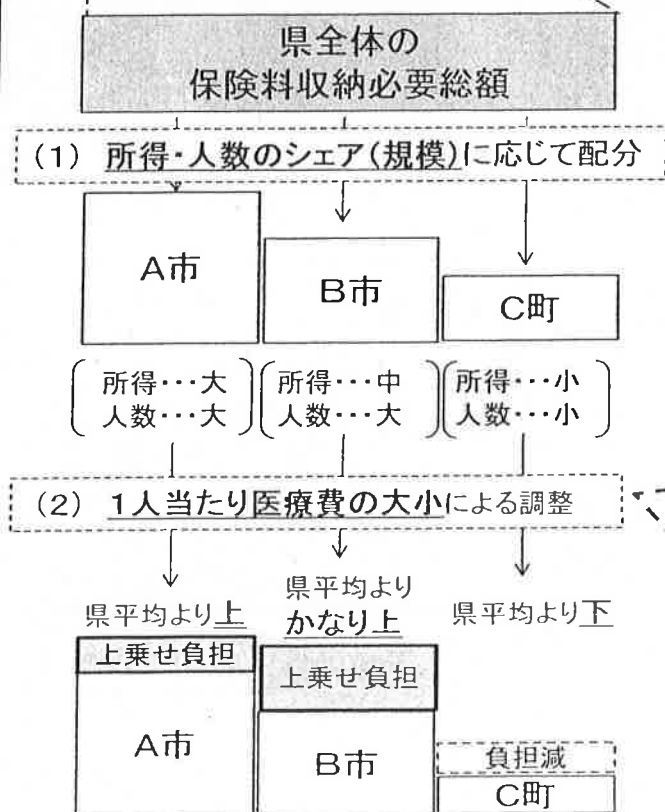 県全体の
保険料収納必要総額
(1) 所得・人数のシェア(規模)に応じて配分
A市
B市
C町
所得・・・大
人数・・・大
所得・・・中
人数・・・大
所得・・・小
人数・・・小
(2) 1人当たり医療費の大小による調整
県平均より上
県平均より
かなり上
県平均より下
上乗せ負担
A市
上乗せ負担
B市
負担減
C町